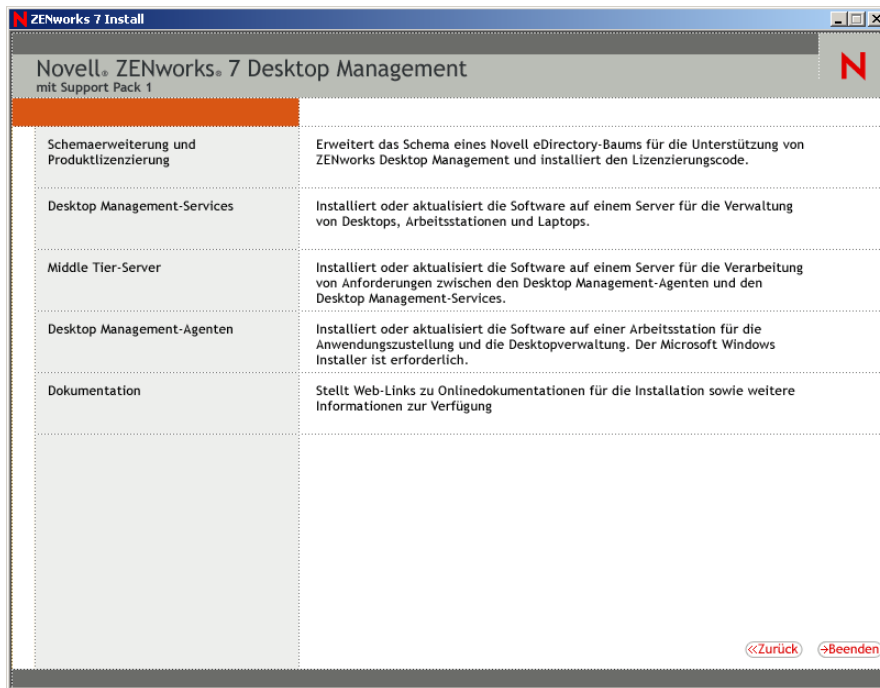 ZENworks 7 Install
Novell® ZENworks® 7 Desktop Management
mit Support Pack 1
N
Schemaerweiterung und
Produktlizenzierung
Erweitert das Schema eines Novell eDirectory-Baums für die Unterstützung von
ZENworks Desktop Management und installiert den Lizenzierungscode.
Desktop Management-Services
Installiert oder aktualisiert die Software auf einem Server für die Verwaltung
von Desktops, Arbeitsstationen und Laptops.
Middle Tier-Server
Installiert oder aktualisiert die Software auf einem Server für die Verarbeitung
von Anforderungen zwischen den Desktop Management-Agenten und den
Desktop Management-Services.
Desktop Management-Agenten
Installiert oder aktualisiert die Software auf einer Arbeitsstation für die
Anwendungszustellung und die Desktopverwaltung. Der Microsoft Windows
Installer ist erforderlich.
Dokumentation
Stellt Web-Links zu Onlinedokumentationen für die Installation sowie weitere
Informationen zur Verfügung
«Zurück
→Beenden